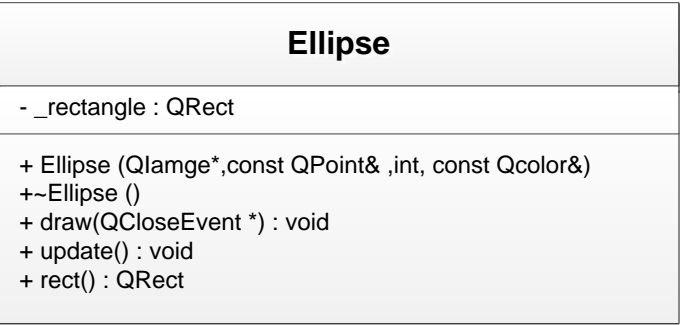 Ellipse
- _rectangle : QRect
+ Ellipse (QIamge*,const QPoint& ,int, const Qcolor&)
+~Ellipse ()
+ draw(QCloseEvent *) : void
+ update() : void
+ rect() : QRect